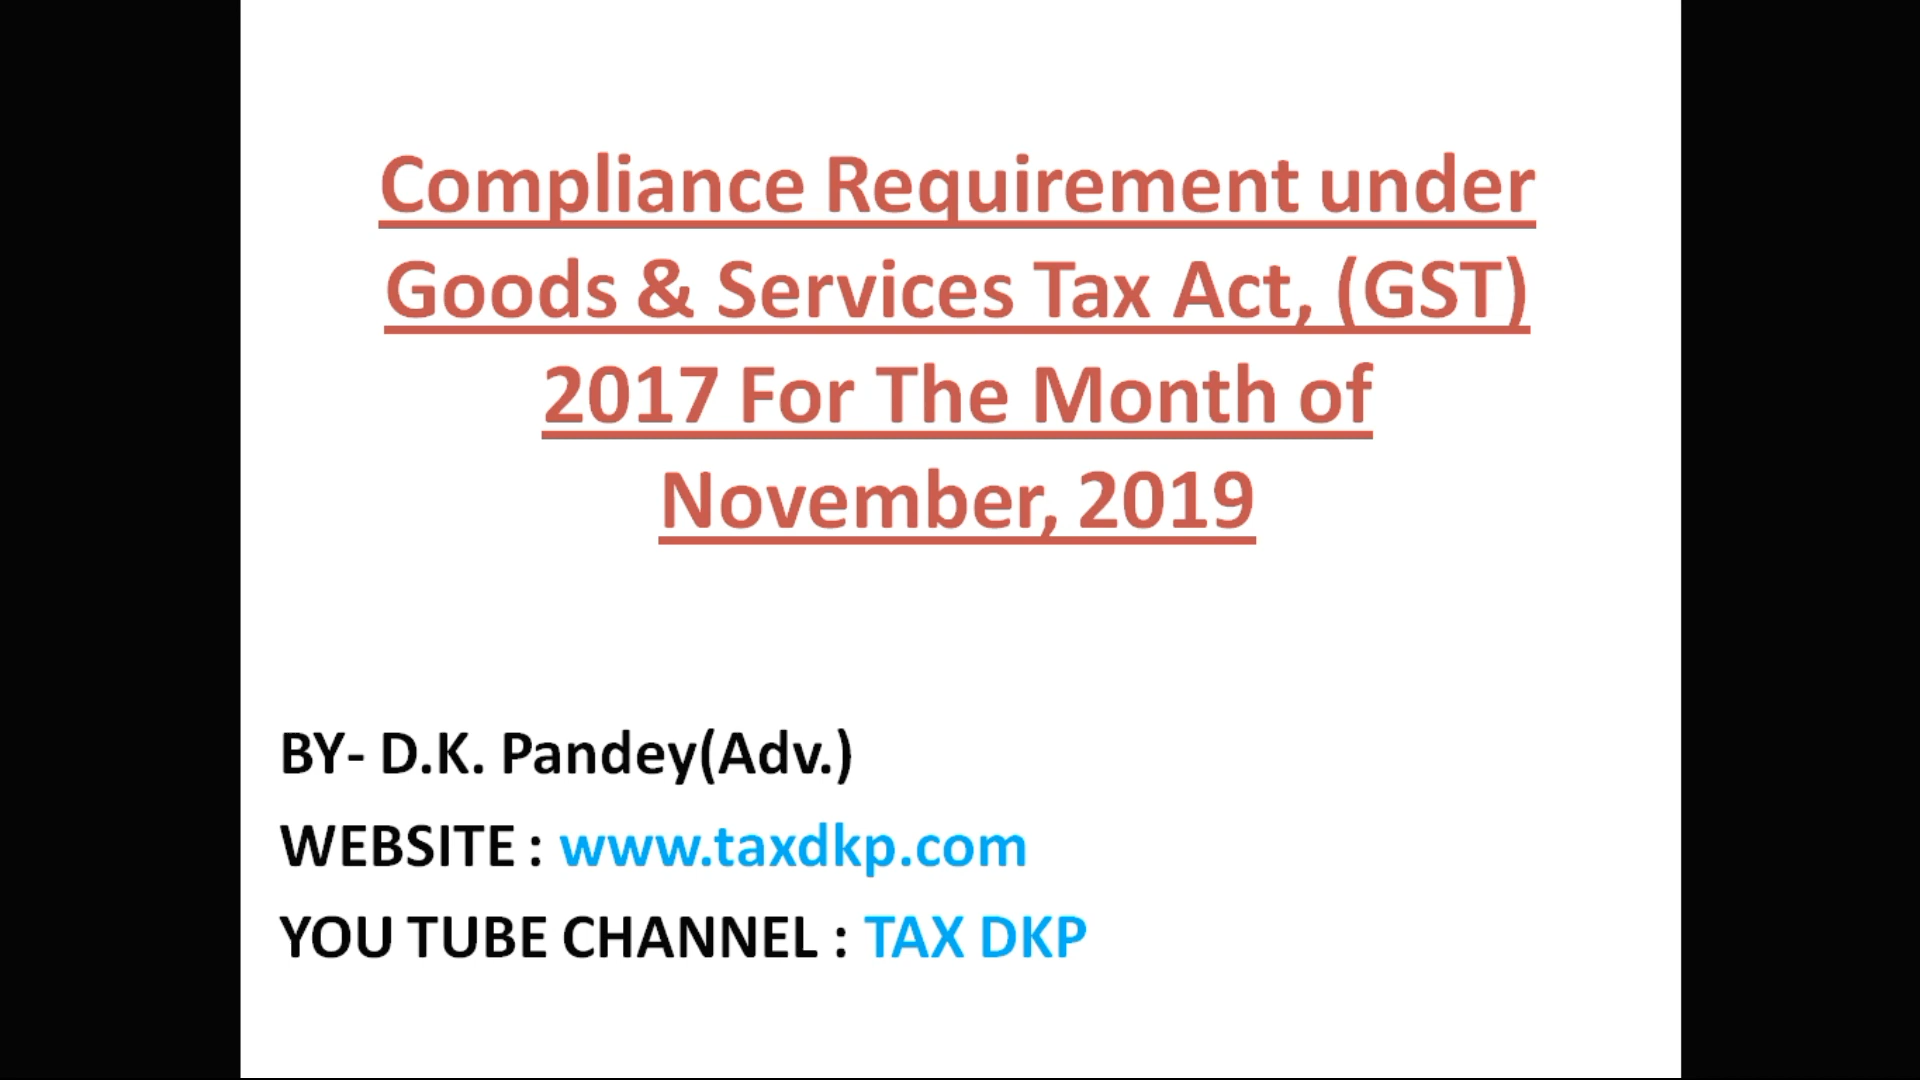 Compliance Requirement under
Goods & Services Tax Act, (GST)
2017 For The Month of
November, 2019
BY- D.K. Pandey(Adv.)
WEBSITE : www.taxdkp.com
YOU TUBE CHANNEL : TAX DKP